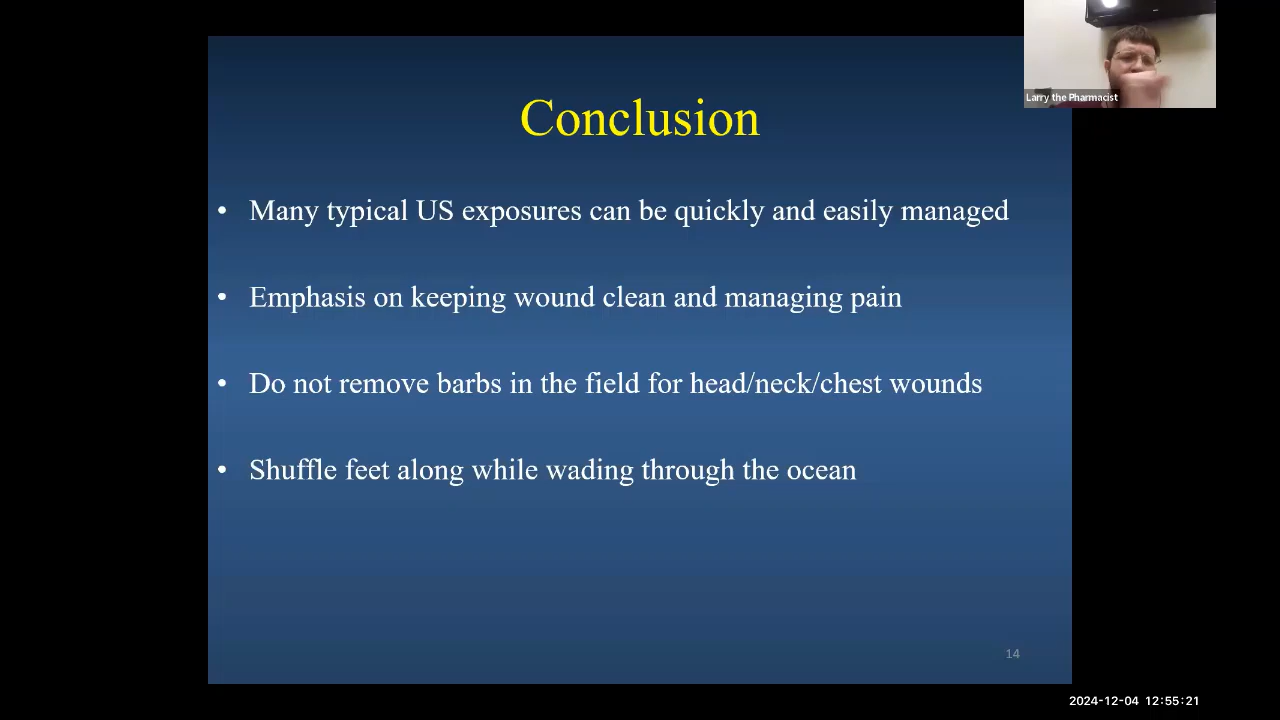 Larry the Pharmacist
Conclusion
• Many typical US exposures can be quickly and easily managed
• Emphasis on keeping wound clean and managing pain
• Do not remove barbs in the field for head/neck/chest wounds
• Shuffle feet along while wading through the ocean
14
2024-12-04 12:55:21